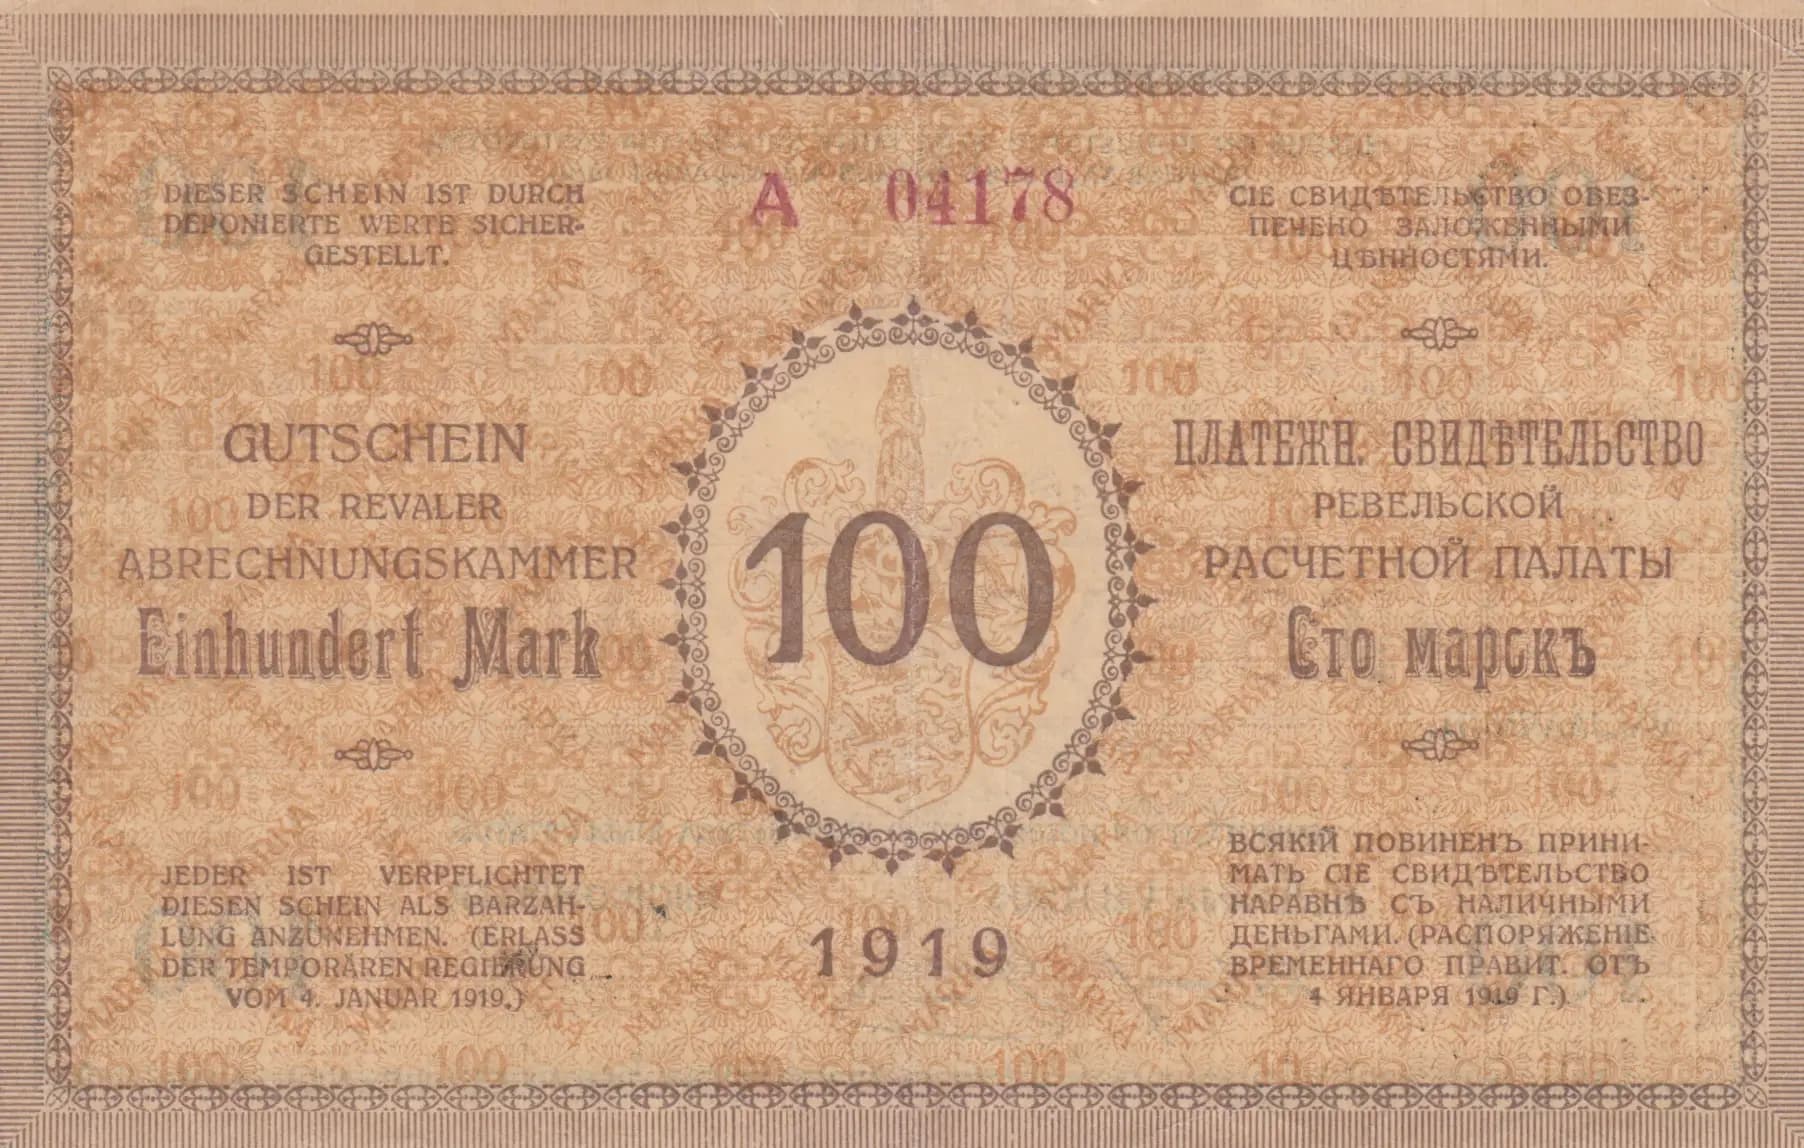 DIESER SCHEIN IST DURCH
DEPONIERTE WERTE SICHER-
GESTELLT.
A 04178
СІЕ СВИДѢТЕЛЬСТВО ОБЕЗ-
ПЕЧЕНО ЗАЛОЖЕННЫМИ
ЦѢННОСТЯМИ.
GUTSCHEIN
DER REVALER
ABRECHNUNGSKAMMER
Einhundert Mark
100
ПЛАТЕЖН. СВИДѢТЕЛЬСТВО
РЕВЕЛЬСКОЙ
РАСЧЕТНОЙ ПАЛАТЫ
Сто марокъ
JEDER IST VERPFLICHTET
DIESEN SCHEIN ALS BARZAH-
LUNG ANZUNEHMEN. (ERLASS
DER TEMPORÄREN REGIERUNG
VOM 4. JANUAR 1919.)
1919
ВСЯКІЙ ПОВИНЕНЪ ПРИНИ-
МАТЬ СІЕ СВИДѢТЕЛЬСТВО
НАРАВНѢ СЪ НАЛИЧНЫМИ
ДЕНЬГАМИ. (РАСПОРЯЖЕНІЕ
ВРЕМЕННАГО ПРАВИТ. ОТЪ
4 ЯНВАРЯ 1919 Г.)